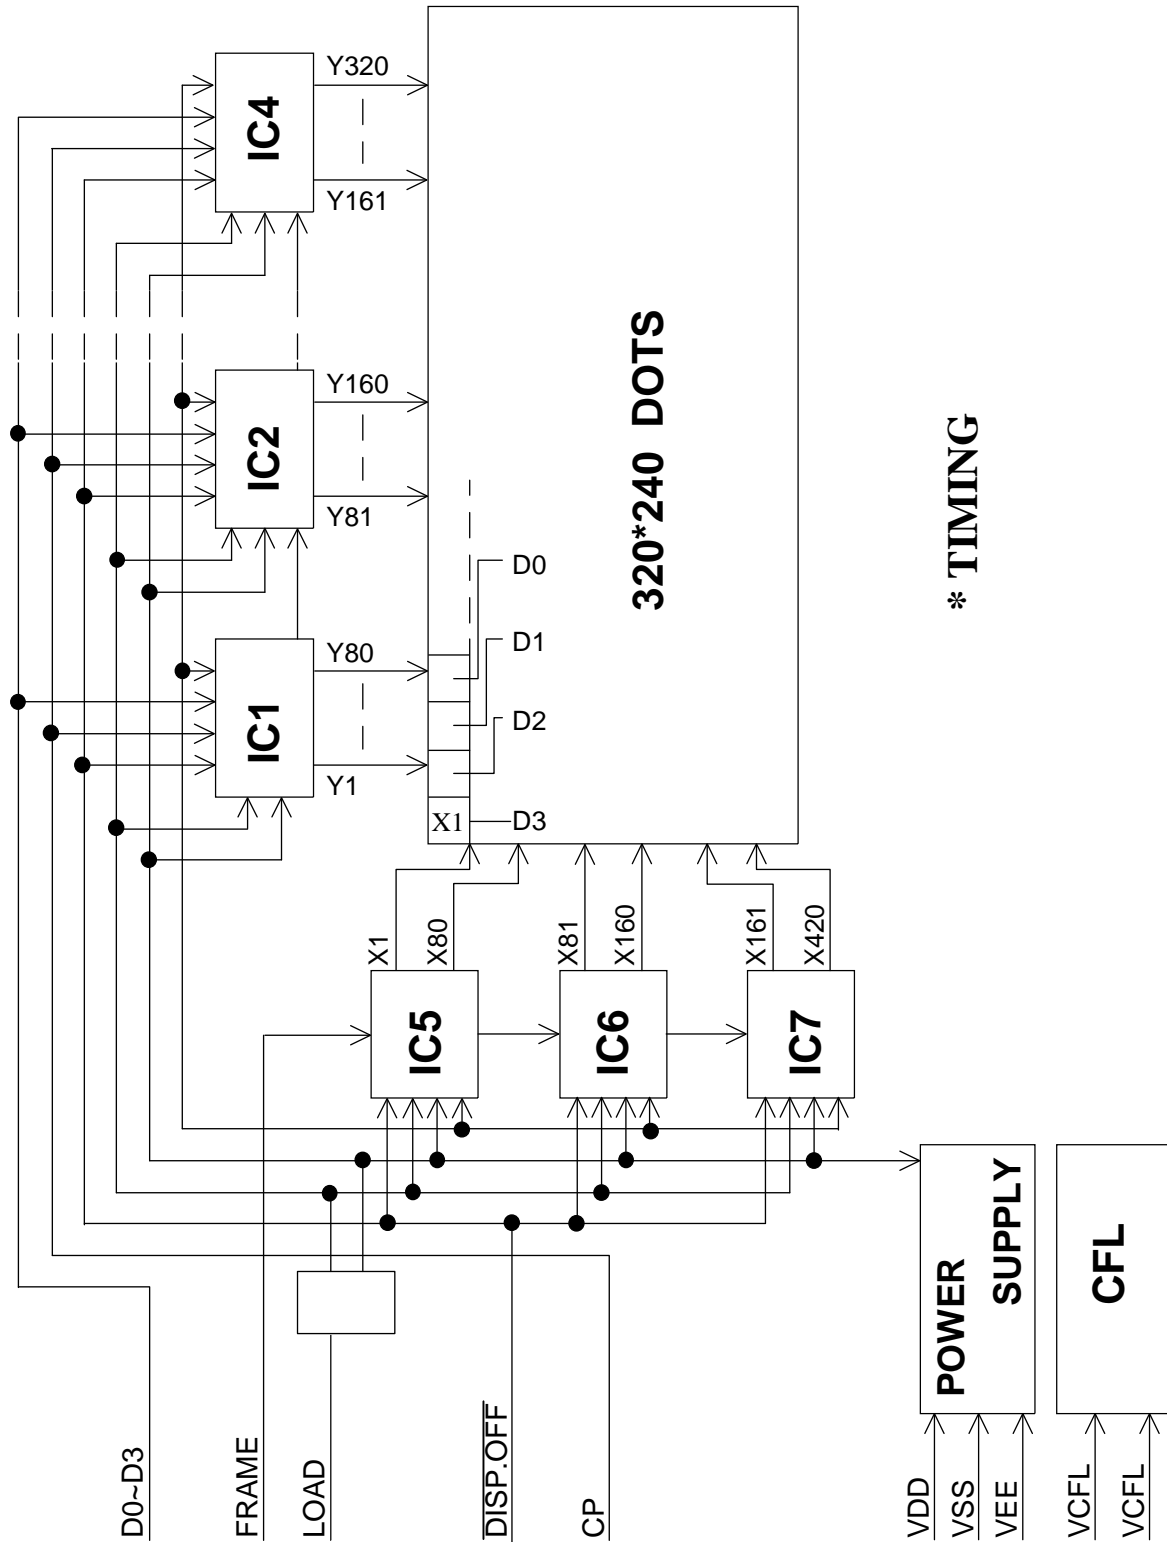 Y320
IC4
Y161
Y160
IC2
Y81
D0
Y80
D1
IC1
D2
Y1
X1
D3
320*240 DOTS
* TIMING
X1
X80
X81
X160
X161
X420
IC5
IC6
IC7
POWER
SUPPLY
CFL
D0~D3
FRAME
LOAD
DISP.OFF
CP
VDD
VSS
VEE
VCFL
VCFL